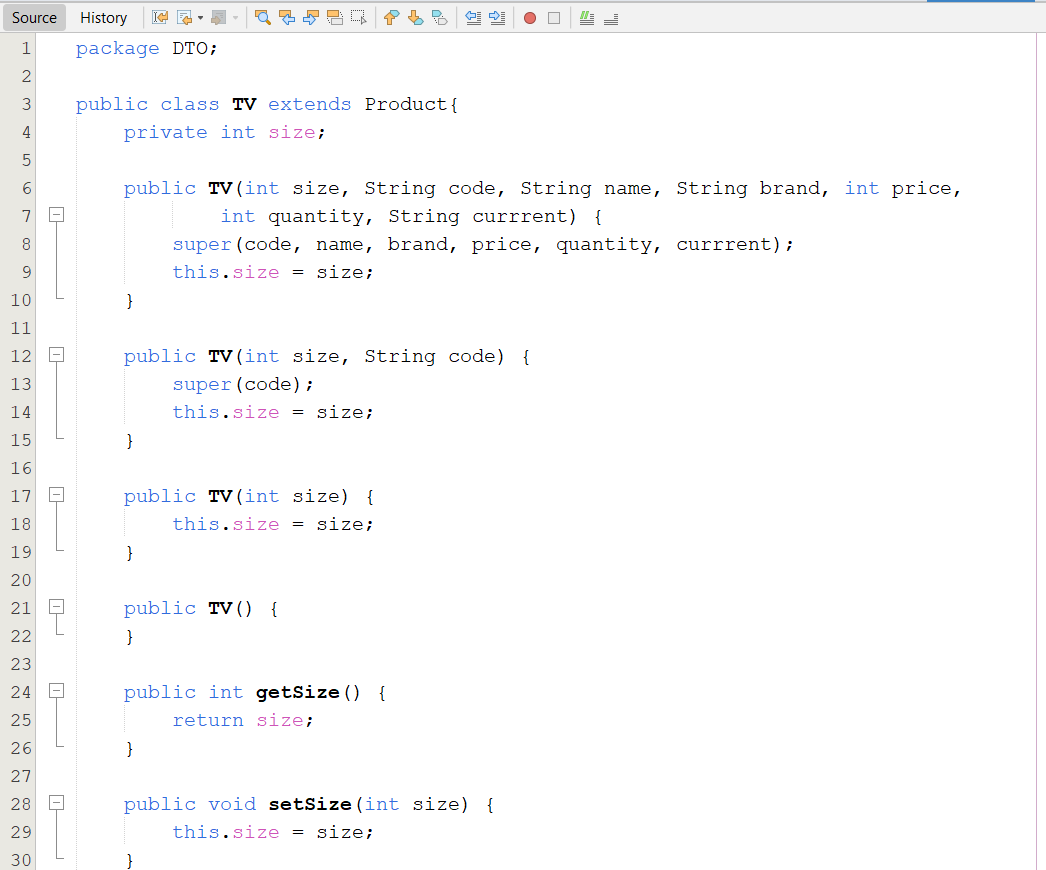 Source History
1 package DTO;
2
3 public class TV extends Product{
4 private int size;
5
6 public TV(int size, String code, String name, String brand, int price,
7 int quantity, String currrent) {
8 super(code, name, brand, price, quantity, currrent);
9 this.size = size;
10 }
11
12 public TV(int size, String code) {
13 super(code);
14 this.size = size;
15 }
16
17 public TV(int size) {
18 this.size = size;
19 }
20
21 public TV() {
22 }
23
24 public int getSize() {
25 return size;
26 }
27
28 public void setSize(int size) {
29 this.size = size;
30 }